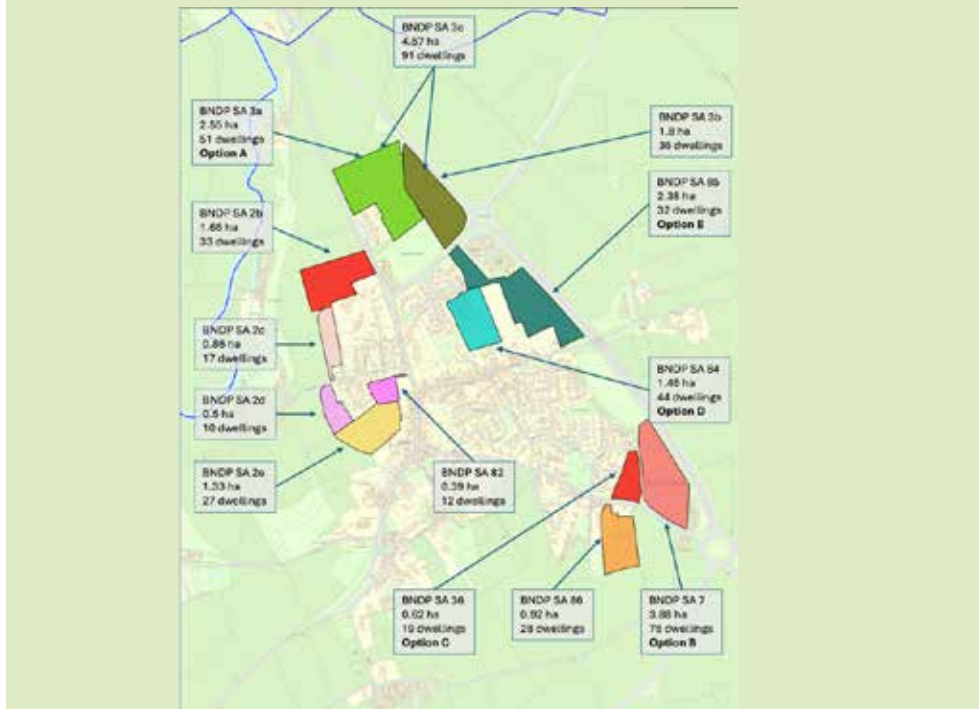 BNDP SA 3c
4.57 ha
91 dwellings
BNDP SA 3a
2.55 ha
51 dwellings
Option A
BNDP SA 3b
1.8 ha
36 dwellings
BNDP SA 85
2.38 ha
32 dwellings
Option E
BNDP SA 2b
1.66 ha
33 dwellings
BNDP SA 2c
0.86 ha
17 dwellings
BNDP SA 84
1.46 ha
44 dwellings
Option D
BNDP SA 2d
0.5 ha
10 dwellings
BNDP SA 2e
1.33 ha
27 dwellings
BNDP SA 82
0.39 ha
12 dwellings
BNDP SA 36
0.62 ha
19 dwellings
Option C
BNDP SA 86
0.92 ha
28 dwellings
BNDP SA 7
3.88 ha
78 dwellings
Option B